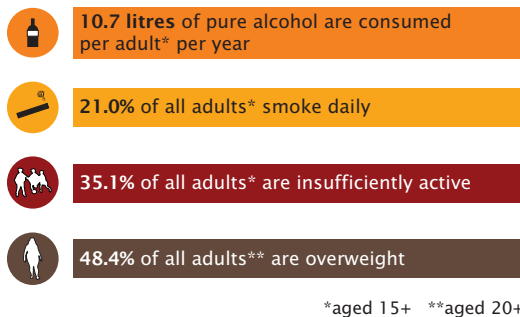 10.7 litres of pure alcohol are consumed
per adult* per year
21.0% of all adults* smoke daily
35.1% of all adults* are insufficiently active
48.4% of all adults** are overweight
*aged 15+ **aged 20+